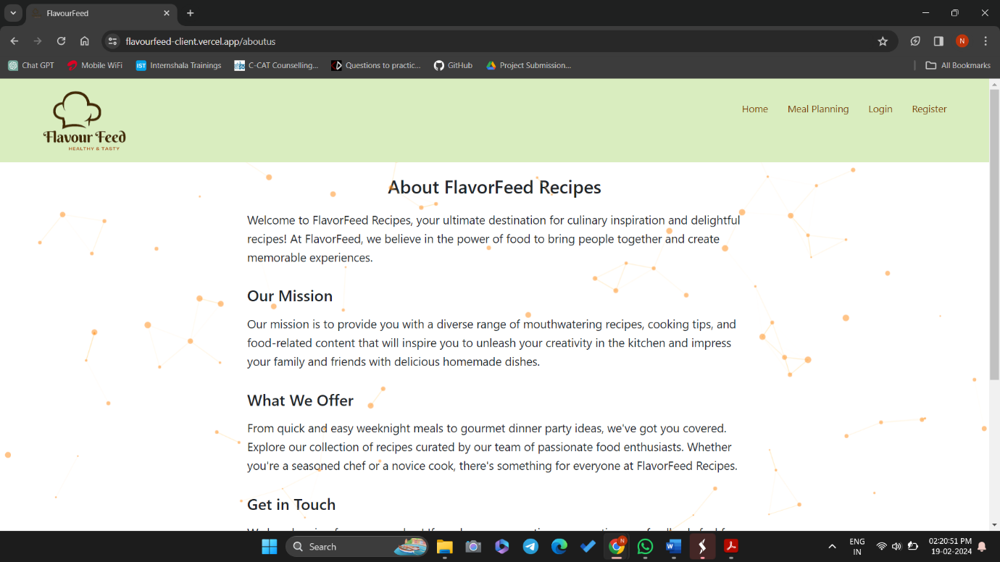 FlavourFeed
flavourfeed-client.vercel.app/aboutus
N
Chat GPT
Mobile WiFi
IST Internshala Trainings
C-CAT Counselling...
Questions to practic...
GitHub
Project Submission...
All Bookmarks
Flavour Feed
HEALTHY & TASTY
Home Meal Planning Login Register
About FlavorFeed Recipes
Welcome to FlavorFeed Recipes, your ultimate destination for culinary inspiration and delightful
recipes! At FlavorFeed, we believe in the power of food to bring people together and create
memorable experiences.
Our Mission
Our mission is to provide you with a diverse range of mouthwatering recipes, cooking tips, and
food-related content that will inspire you to unleash your creativity in the kitchen and impress
your family and friends with delicious homemade dishes.
What We Offer
From quick and easy weeknight meals to gourmet dinner party ideas, we've got you covered.
Explore our collection of recipes curated by our team of passionate food enthusiasts. Whether
you're a seasoned chef or a novice cook, there's something for everyone at FlavorFeed Recipes.
Get in Touch
Search
ENG
IN
02:20:51 PM
19-02-2024